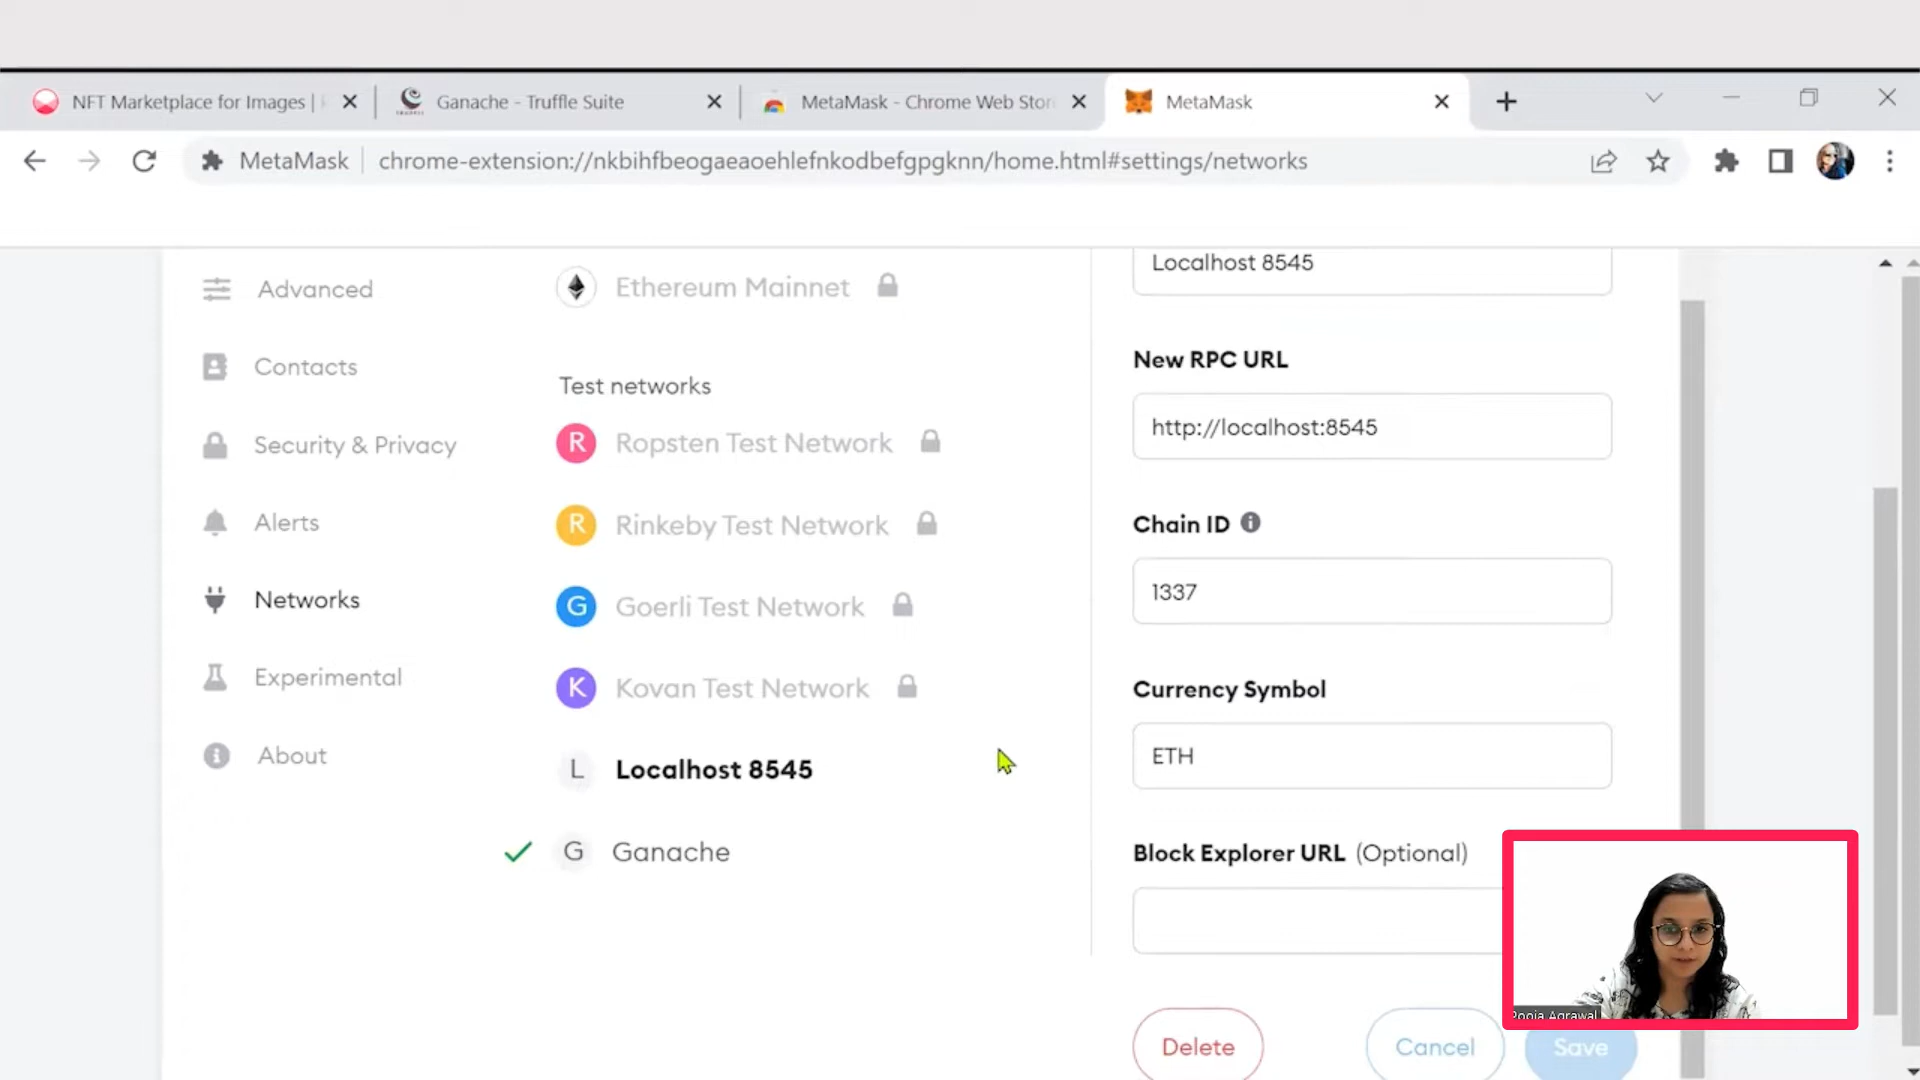 NFT Marketplace for Images |
Ganache - Truffle Suite
MetaMask - Chrome Web Stor
MetaMask
MetaMask
chrome-extension://nkbihfbeogaeaoehlefnkodbefgpgknn/home.html#settings/networks
Advanced
Contacts
Security & Privacy
Alerts
Networks
Experimental
About
Ethereum Mainnet
Test networks
R Ropsten Test Network
R Rinkeby Test Network
G Goerli Test Network
K Kovan Test Network
L Localhost 8545
G Ganache
Localhost 8545
New RPC URL
http://localhost:8545
Chain ID
1337
Currency Symbol
ETH
Block Explorer URL (Optional)
Delete
Cancel
Save
Pooja Agrawal